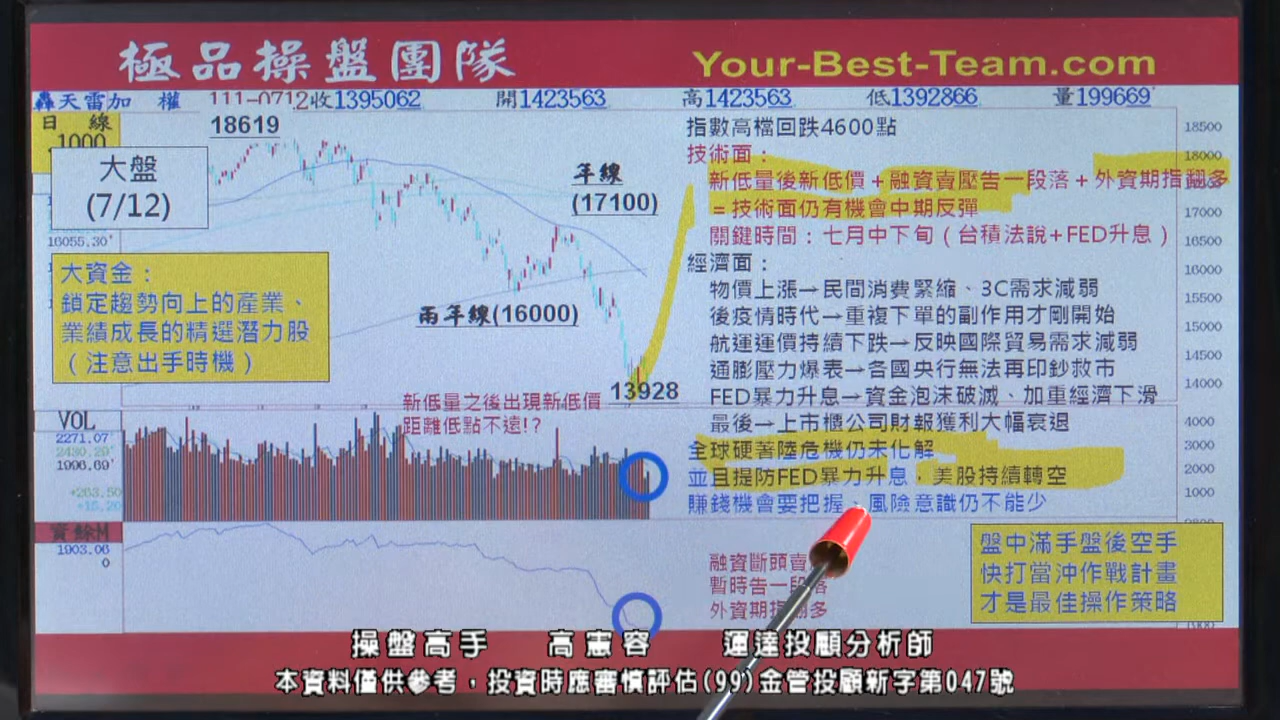 極品操盤團隊
Your-Best-Team.com
轟天雷加 權 111-0712收1395062 開1423563 高1423563 低1392866 量199669
日 線
1000
18619
大盤
(7/12)
年線
(17100)
16055.30
兩年線(16000)
13928
大資金：
鎖定趨勢向上的產業、
業績成長的精選潛力股
（注意出手時機）
指數高檔回跌4600點
技術面：
新低量後新低價＋融資賣壓告一段落＋外資期指翻多
＝技術面仍有機會中期反彈
關鍵時間：七月中下旬（台積法說+FED升息）
經濟面：
物價上漲→民間消費緊縮、3C需求減弱
後疫情時代→重複下單的副作用才剛開始
航運運價持續下跌→反映國際貿易需求減弱
通膨壓力爆表→各國央行無法再印鈔救市
FED暴力升息→資金泡沫破滅、加重經濟下滑
最後→上市櫃公司財報獲利大幅衰退
全球硬著陸危機仍未化解
並且提防FED暴力升息，美股持續轉空
賺錢機會要把握、風險意識仍不能少
18500
18000
17000
16500
16000
15500
15000
14500
14000
4000
3000
2000
1000
新低量之後出現新低價
距離低點不遠!?
VOL
2271.07
2430.29
1996.69
+263.50
+15.20
資餘M
1903.06
0
融資斷頭賣
暫時告一段落
外資期指翻多
盤中滿手盤後空手
快打當沖作戰計畫
才是最佳操作策略
操盤高手 高憲容 運達投顧分析師
本資料僅供參考，投資時應審慎評估(99)金管投顧新字第047號